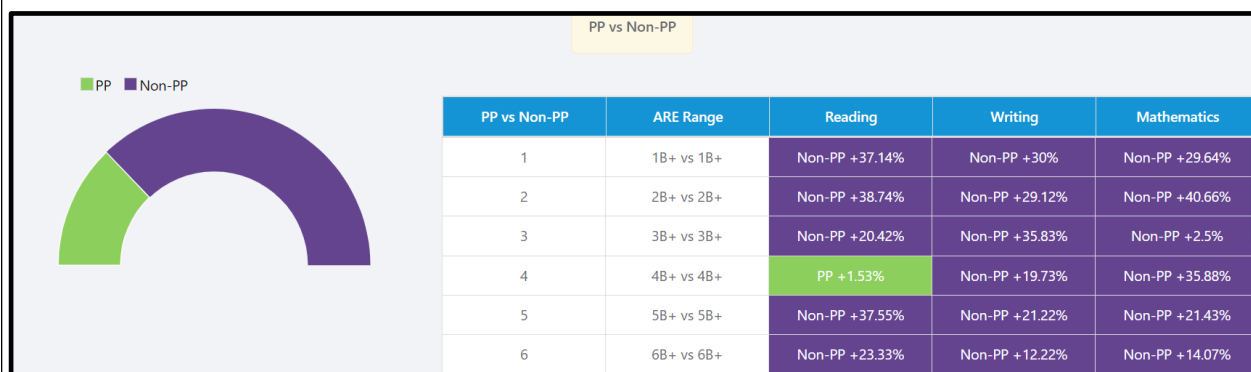 PP vs Non-PP
PP Non-PP
PP vs Non-PP ARE Range Reading Writing Mathematics
1 1B+ vs 1B+ Non-PP +37.14% Non-PP +30% Non-PP +29.64%
2 2B+ vs 2B+ Non-PP +38.74% Non-PP +29.12% Non-PP +40.66%
3 3B+ vs 3B+ Non-PP +20.42% Non-PP +35.83% Non-PP +2.5%
4 4B+ vs 4B+ PP +1.53% Non-PP +19.73% Non-PP +35.88%
5 5B+ vs 5B+ Non-PP +37.55% Non-PP +21.22% Non-PP +21.43%
6 6B+ vs 6B+ Non-PP +23.33% Non-PP +12.22% Non-PP +14.07%